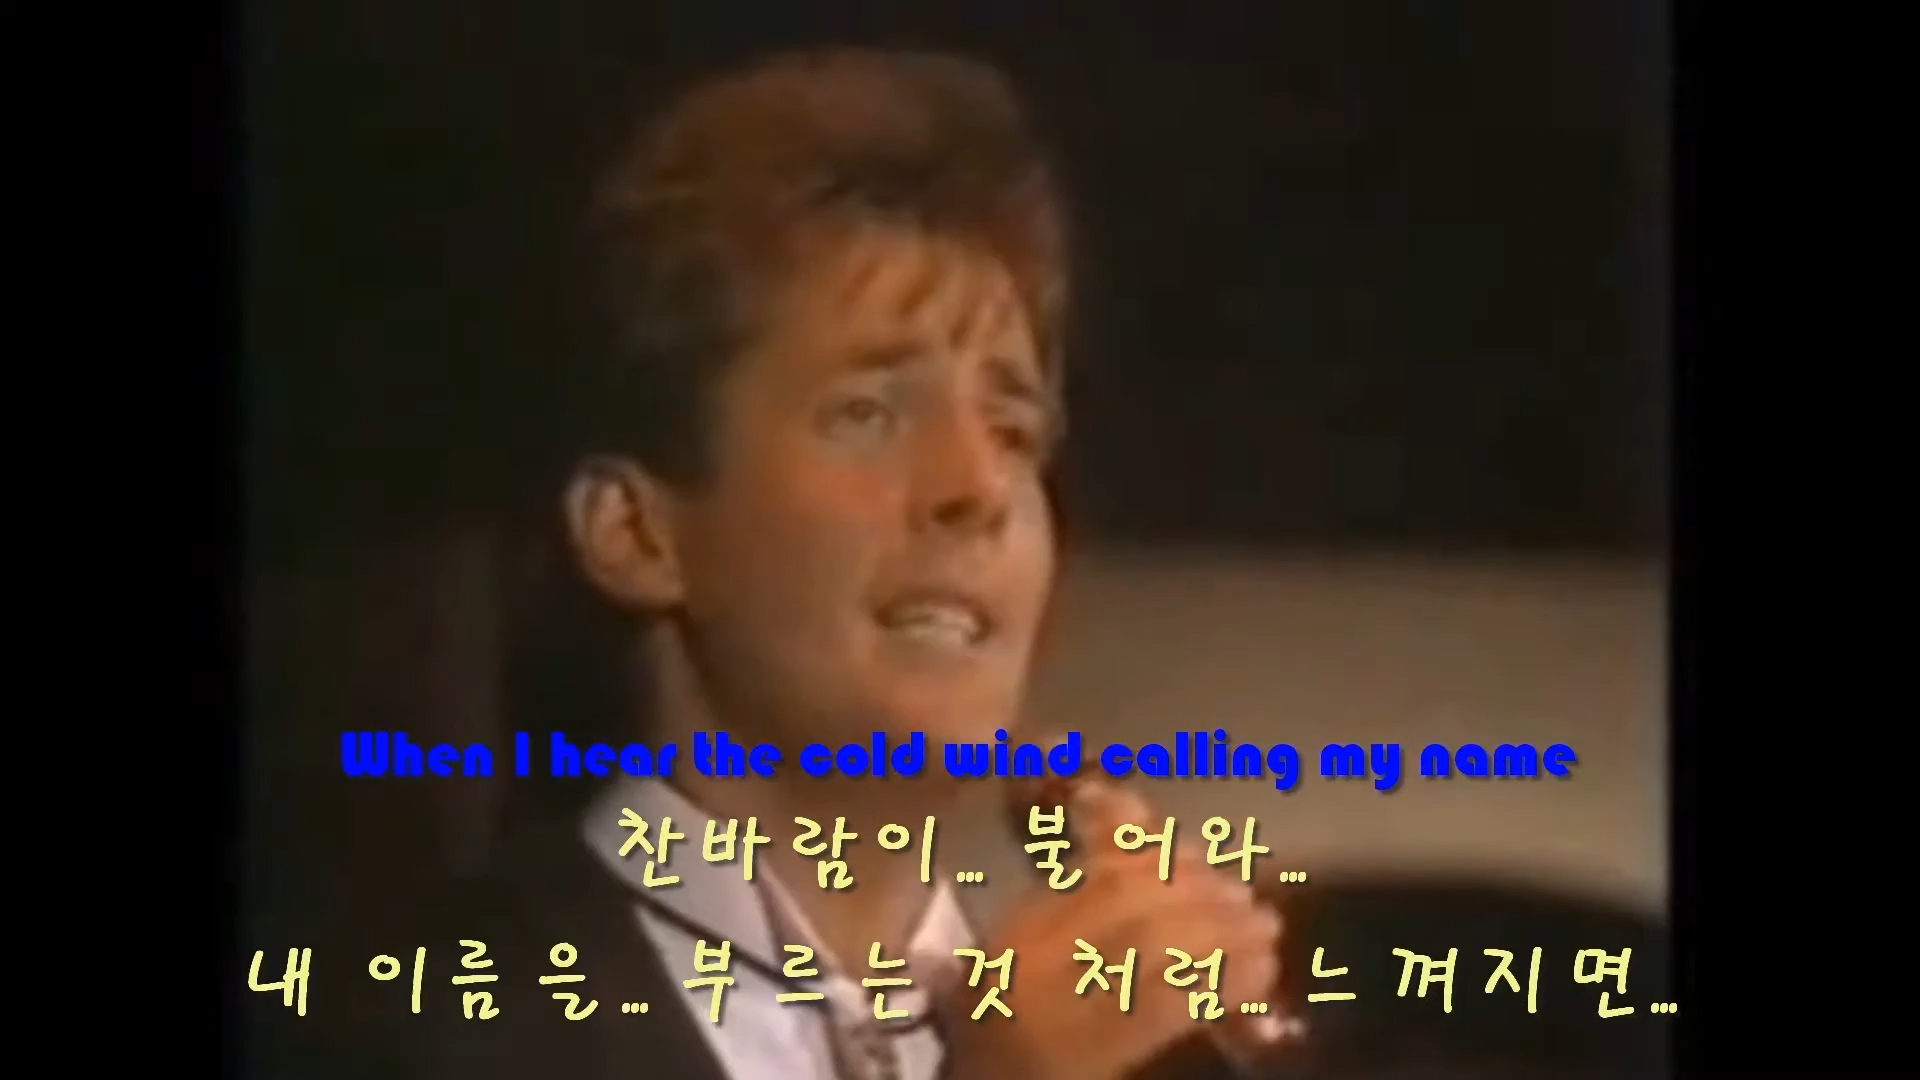 When I hear the cold wind calling my name
찬바람이... 불어와...
내 이름을... 부르는것 처럼... 느껴지면...